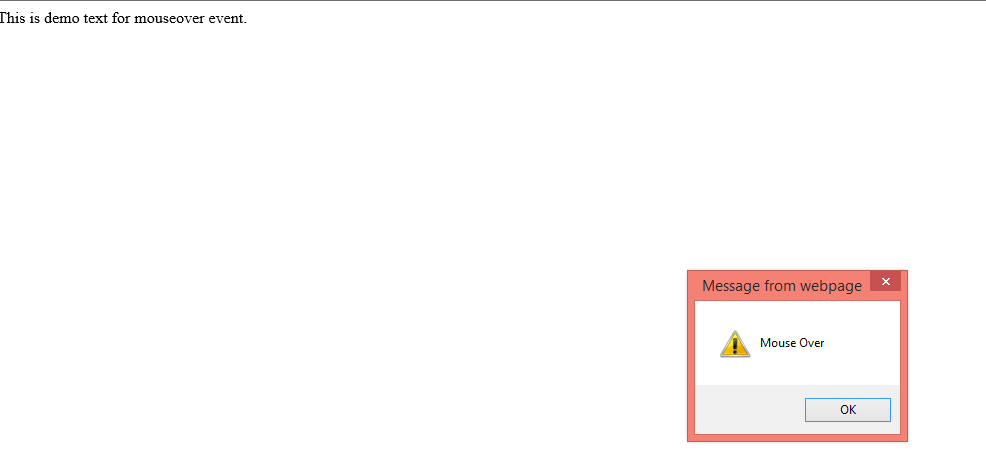 This is demo text for mouseover event.
Message from webpage
Mouse Over
OK